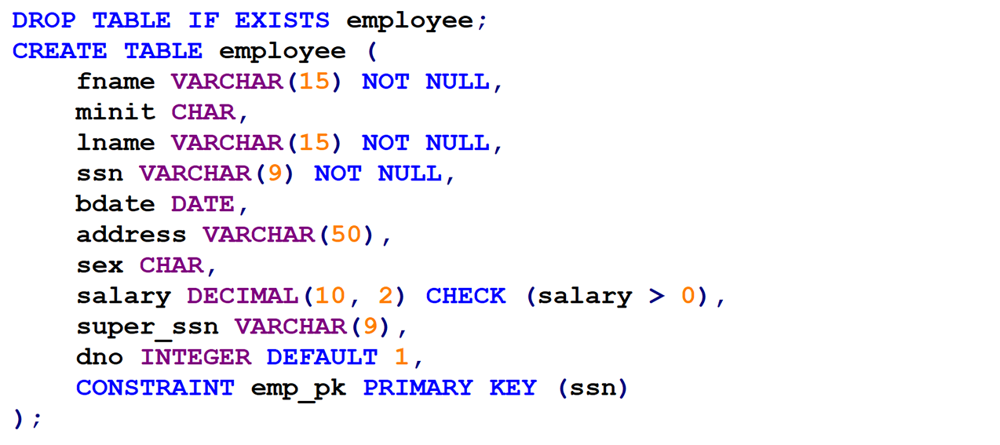 DROP TABLE IF EXISTS employee;
CREATE TABLE employee (
fname VARCHAR(15) NOT NULL,
minit CHAR,
lname VARCHAR(15) NOT NULL,
ssn VARCHAR(9) NOT NULL,
bdate DATE,
address VARCHAR(50),
sex CHAR,
salary DECIMAL(10, 2) CHECK (salary > 0),
super_ssn VARCHAR(9),
dno INTEGER DEFAULT 1,
CONSTRAINT emp_pk PRIMARY KEY (ssn)
);